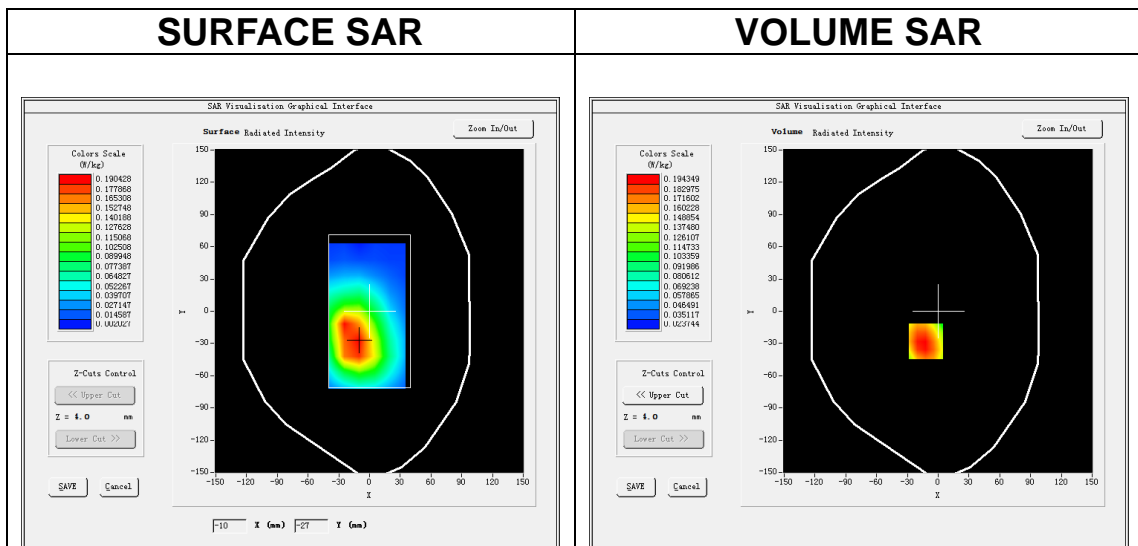 SURFACE SAR
VOLUME SAR
SAR Visualisation Graphical Interface
Surface Radiated Intensity
Zoom In/Out
Colors Scale
(W/kg)
0.190428
0.177868
0.165308
0.152748
0.140188
0.127628
0.115068
0.102508
0.089948
0.077387
0.064827
0.052267
0.039707
0.027147
0.014587
0.002027
Z-Cuts Control
<< Upper Cut
Z = 4.0 mm
Lower Cut >>
SAVE
Cancel
150
120
90
60
30
0
-30
-60
-90
-120
-150
Y
-150 -120 -90 -60 -30 0 30 60 90 120 150
X
-10 X (mm) -27 Y (mm)
SAR Visualisation Graphical Interface
Volume Radiated Intensity
Zoom In/Out
Colors Scale
(W/kg)
0.194349
0.182975
0.171602
0.160228
0.148854
0.137480
0.126107
0.114733
0.103359
0.091986
0.080612
0.069238
0.057865
0.046491
0.035117
0.023744
Z-Cuts Control
<< Upper Cut
Z = 4.0 mm
Lower Cut >>
SAVE
Cancel
150
120
90
60
30
0
-30
-60
-90
-120
-150
Y
-150 -120 -90 -60 -30 0 30 60 90 120 150
X